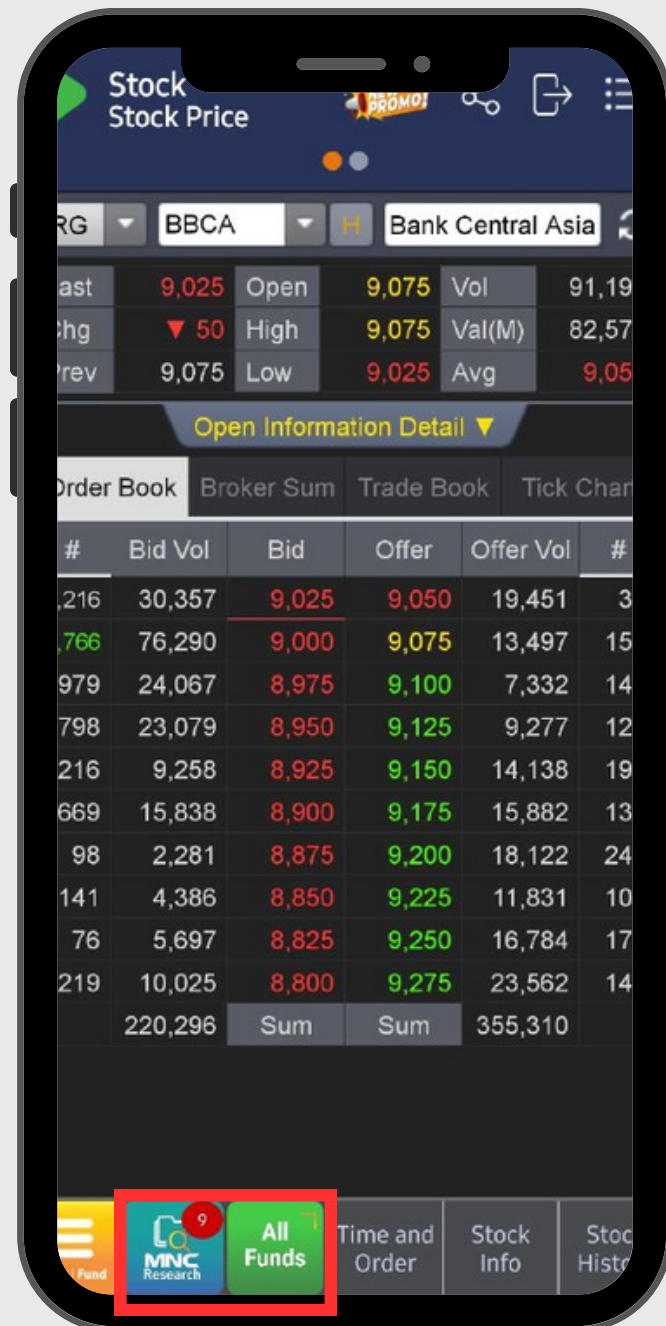 Stock
Stock Price
PROMO!
RG BBCA H Bank Central Asia
ast 9,025 Open 9,075 Vol 91,19
hg ▼ 50 High 9,075 Val(M) 82,57
rev 9,075 Low 9,025 Avg 9,05
Open Information Detail ▼
Order Book Broker Sum Trade Book Tick Char
# Bid Vol Bid Offer Offer Vol #
,216 30,357 9,025 9,050 19,451 3
,766 76,290 9,000 9,075 13,497 15
979 24,067 8,975 9,100 7,332 14
798 23,079 8,950 9,125 9,277 12
216 9,258 8,925 9,150 14,138 19
669 15,838 8,900 9,175 15,882 13
98 2,281 8,875 9,200 18,122 24
141 4,386 8,850 9,225 11,831 10
76 5,697 8,825 9,250 16,784 17
219 10,025 8,800 9,275 23,562 14
220,296 Sum Sum 355,310
Fund
9
MNC
Research
All
Funds
Time and
Order
Stock
Info
Stoc
Histo